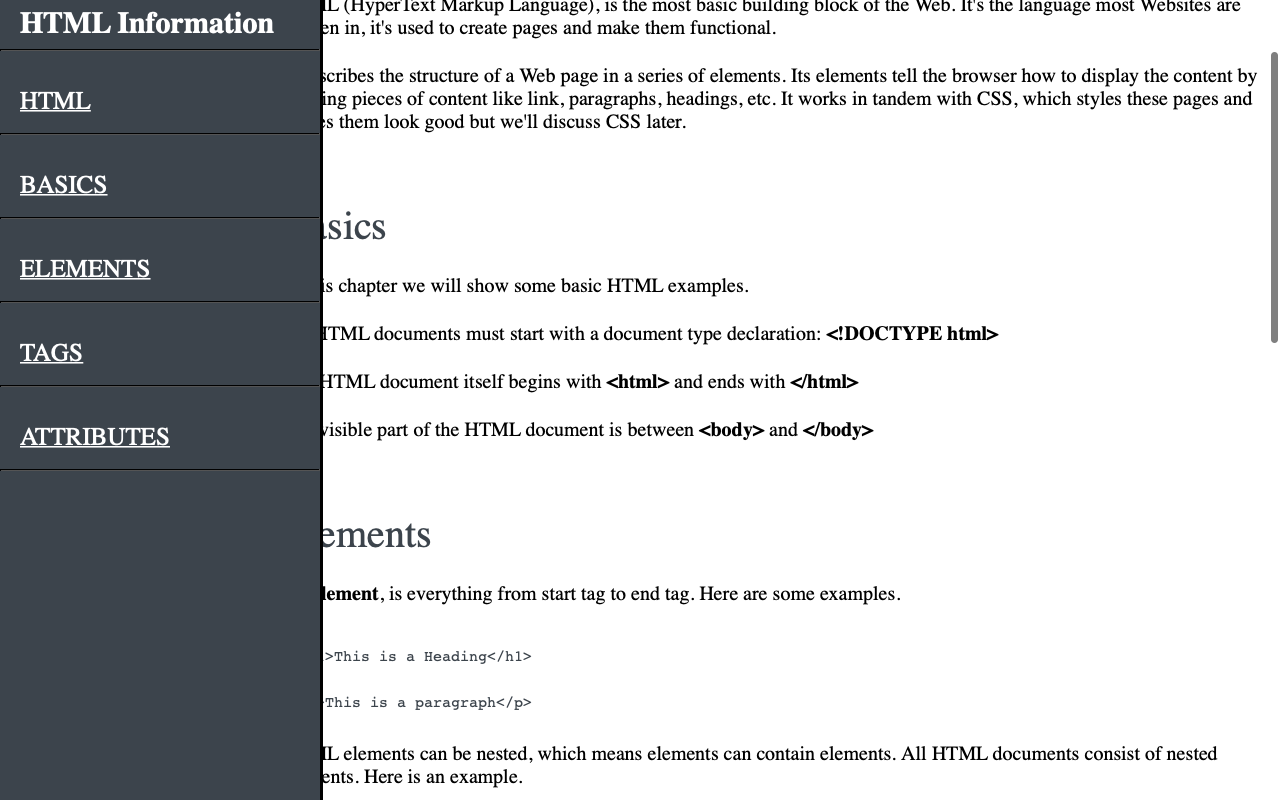 HTML Information
HTML
BASICS
ELEMENTS
TAGS
ATTRIBUTES
(HyperText Markup Language), is the most basic building block of the Web. It's the language most Websites are
in, it's used to create pages and make them functional.
the structure of a Web page in a series of elements. Its elements tell the browser how to display the content by
pieces of content like link, paragraphs, headings, etc. It works in tandem with CSS, which styles these pages and
them look good but we'll discuss CSS later.
sics
chapter we will show some basic HTML examples.
HTML documents must start with a document type declaration: <!DOCTYPE html>
HTML document itself begins with <html> and ends with </html>
visible part of the HTML document is between <body> and </body>
ements
lement, is everything from start tag to end tag. Here are some examples.
>This is a Heading</h1>
This is a paragraph</p>
elements can be nested, which means elements can contain elements. All HTML documents consist of nested
ents. Here is an example.